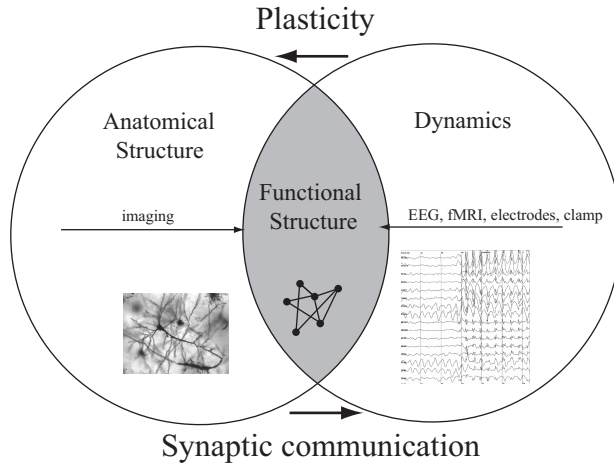 Plasticity
Anatomical
Structure
Dynamics
Functional
Structure
imaging
EEG, fMRI, electrodes, clamp
Synaptic communication